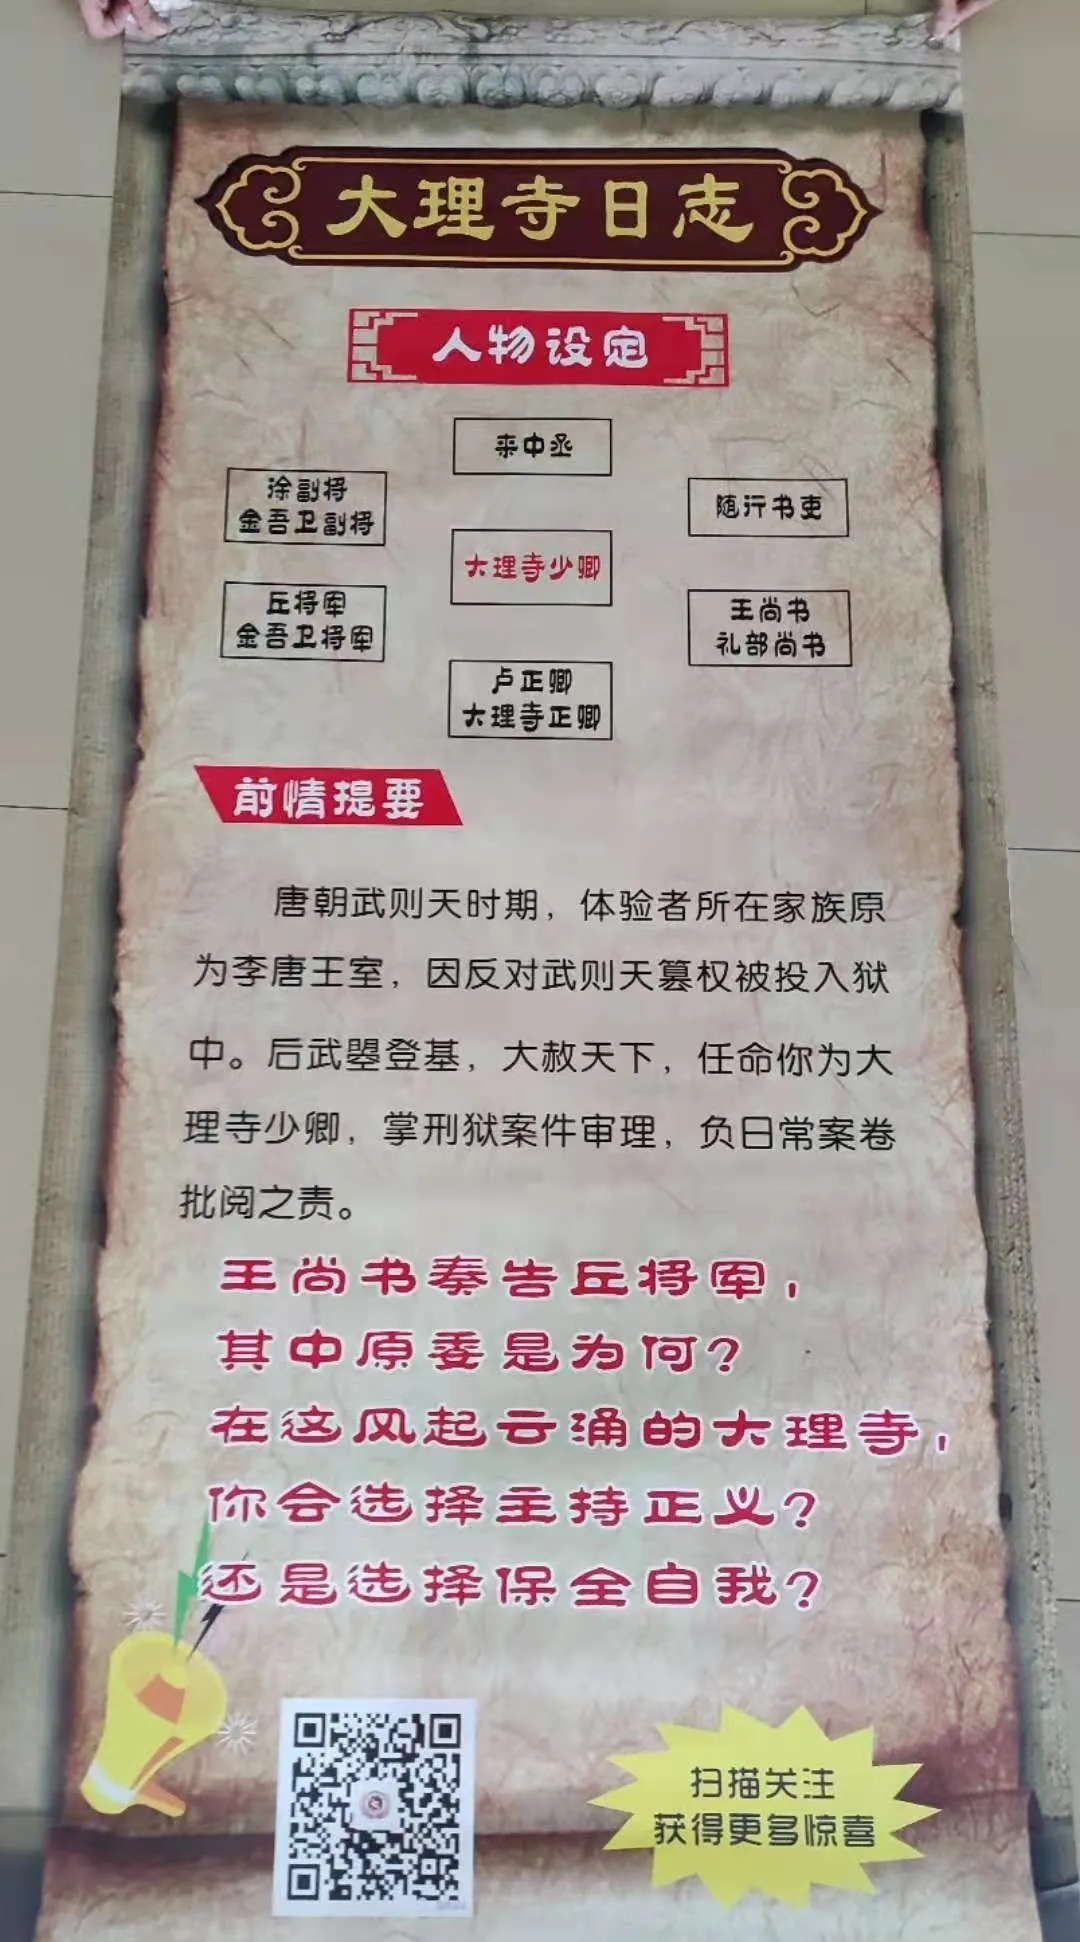 大理寺日志
人物设定
来中丞
涂副将
金吾卫副将
随行书吏
大理寺少卿
丘将军
金吾卫将军
王尚书
礼部尚书
卢正卿
大理寺正卿
前情提要
唐朝武则天时期，体验者所在家族原
为李唐王室，因反对武则天篡权被投入狱
中。后武曌登基，大赦天下，任命你为大
理寺少卿，掌刑狱案件审理，负日常案卷
批阅之责。
王尚书奏告丘将军，
其中原委是为何？
在这风起云涌的大理寺，
你会选择主持正义？
还是选择保全自我？
扫描关注
获得更多惊喜